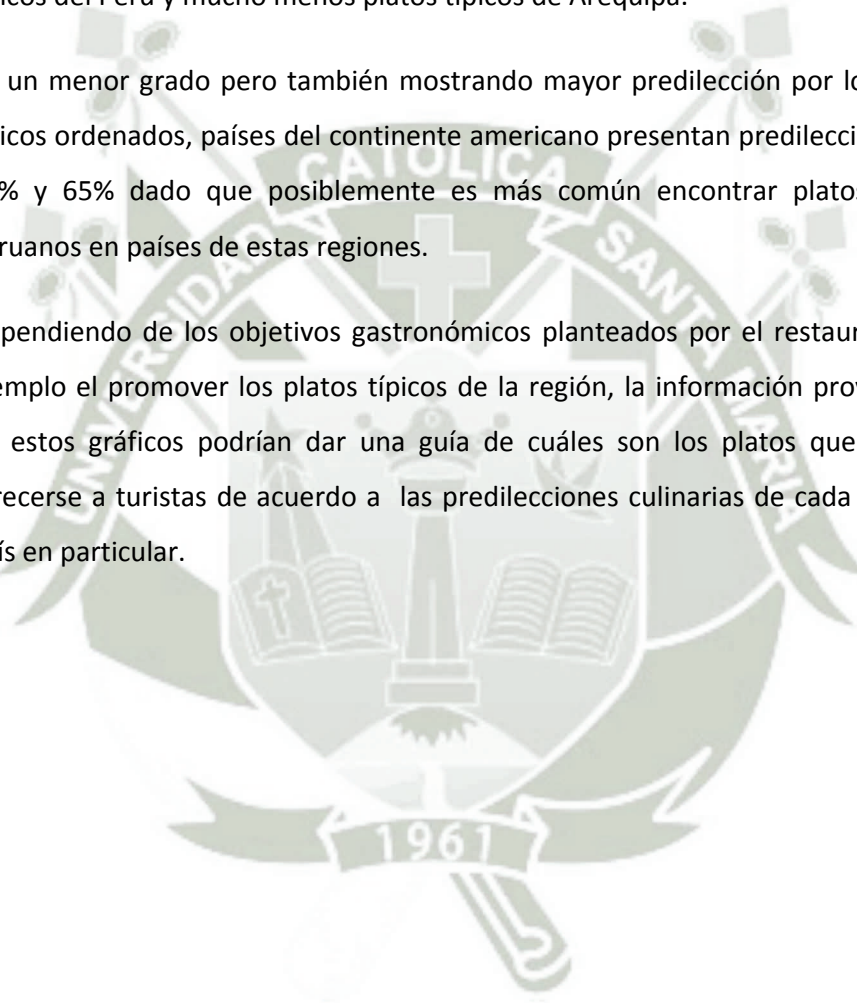 icos del Perú y mucho menos platos típicos de Arequipa.
un menor grado pero también mostrando mayor predilección por lo
icos ordenados, países del continente americano presentan predilecci
% y 65% dado que posiblemente es más común encontrar platos
ruanos en países de estas regiones.
pendiendo de los objetivos gastronómicos planteados por el restaur
emplo el promover los platos típicos de la región, la información prov
estos gráficos podrían dar una guía de cuáles son los platos que
recerse a turistas de acuerdo a las predilecciones culinarias de cada
ís en particular.
UNIVERSIDAD CATOLICA SANTA MARIA
1961